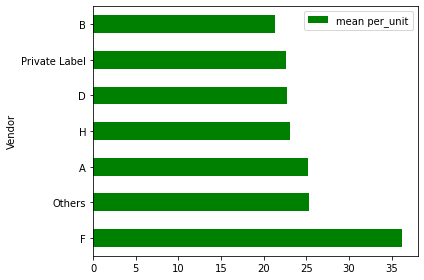 mean per_unit
Vendor
B
Private Label
D
H
A
Others
F
0 5 10 15 20 25 30 35